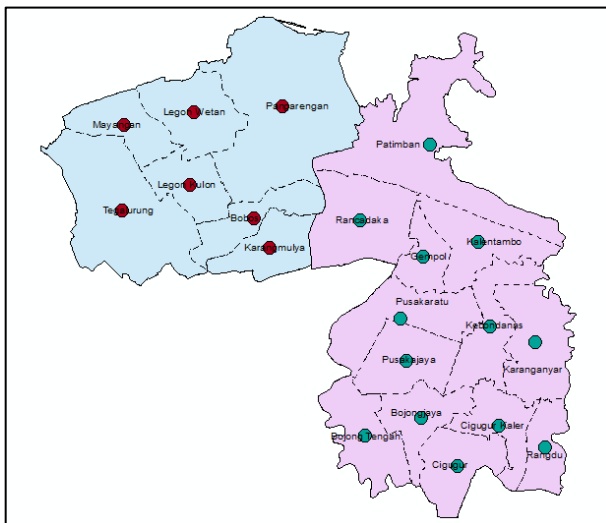 Pangarengan
Legon Wetan
Mayangan
Patimban
Legon Kulon
Tegalurung
Bobos
Rancadaka
Kalentambo
Karangmulya
Gempol
Pusakaratu
Kebondanas
Pusakajaya
Karanganyar
Bojongjaya
Cigugur Kaler
Bojong Tengah
Rangdu
Cigugur